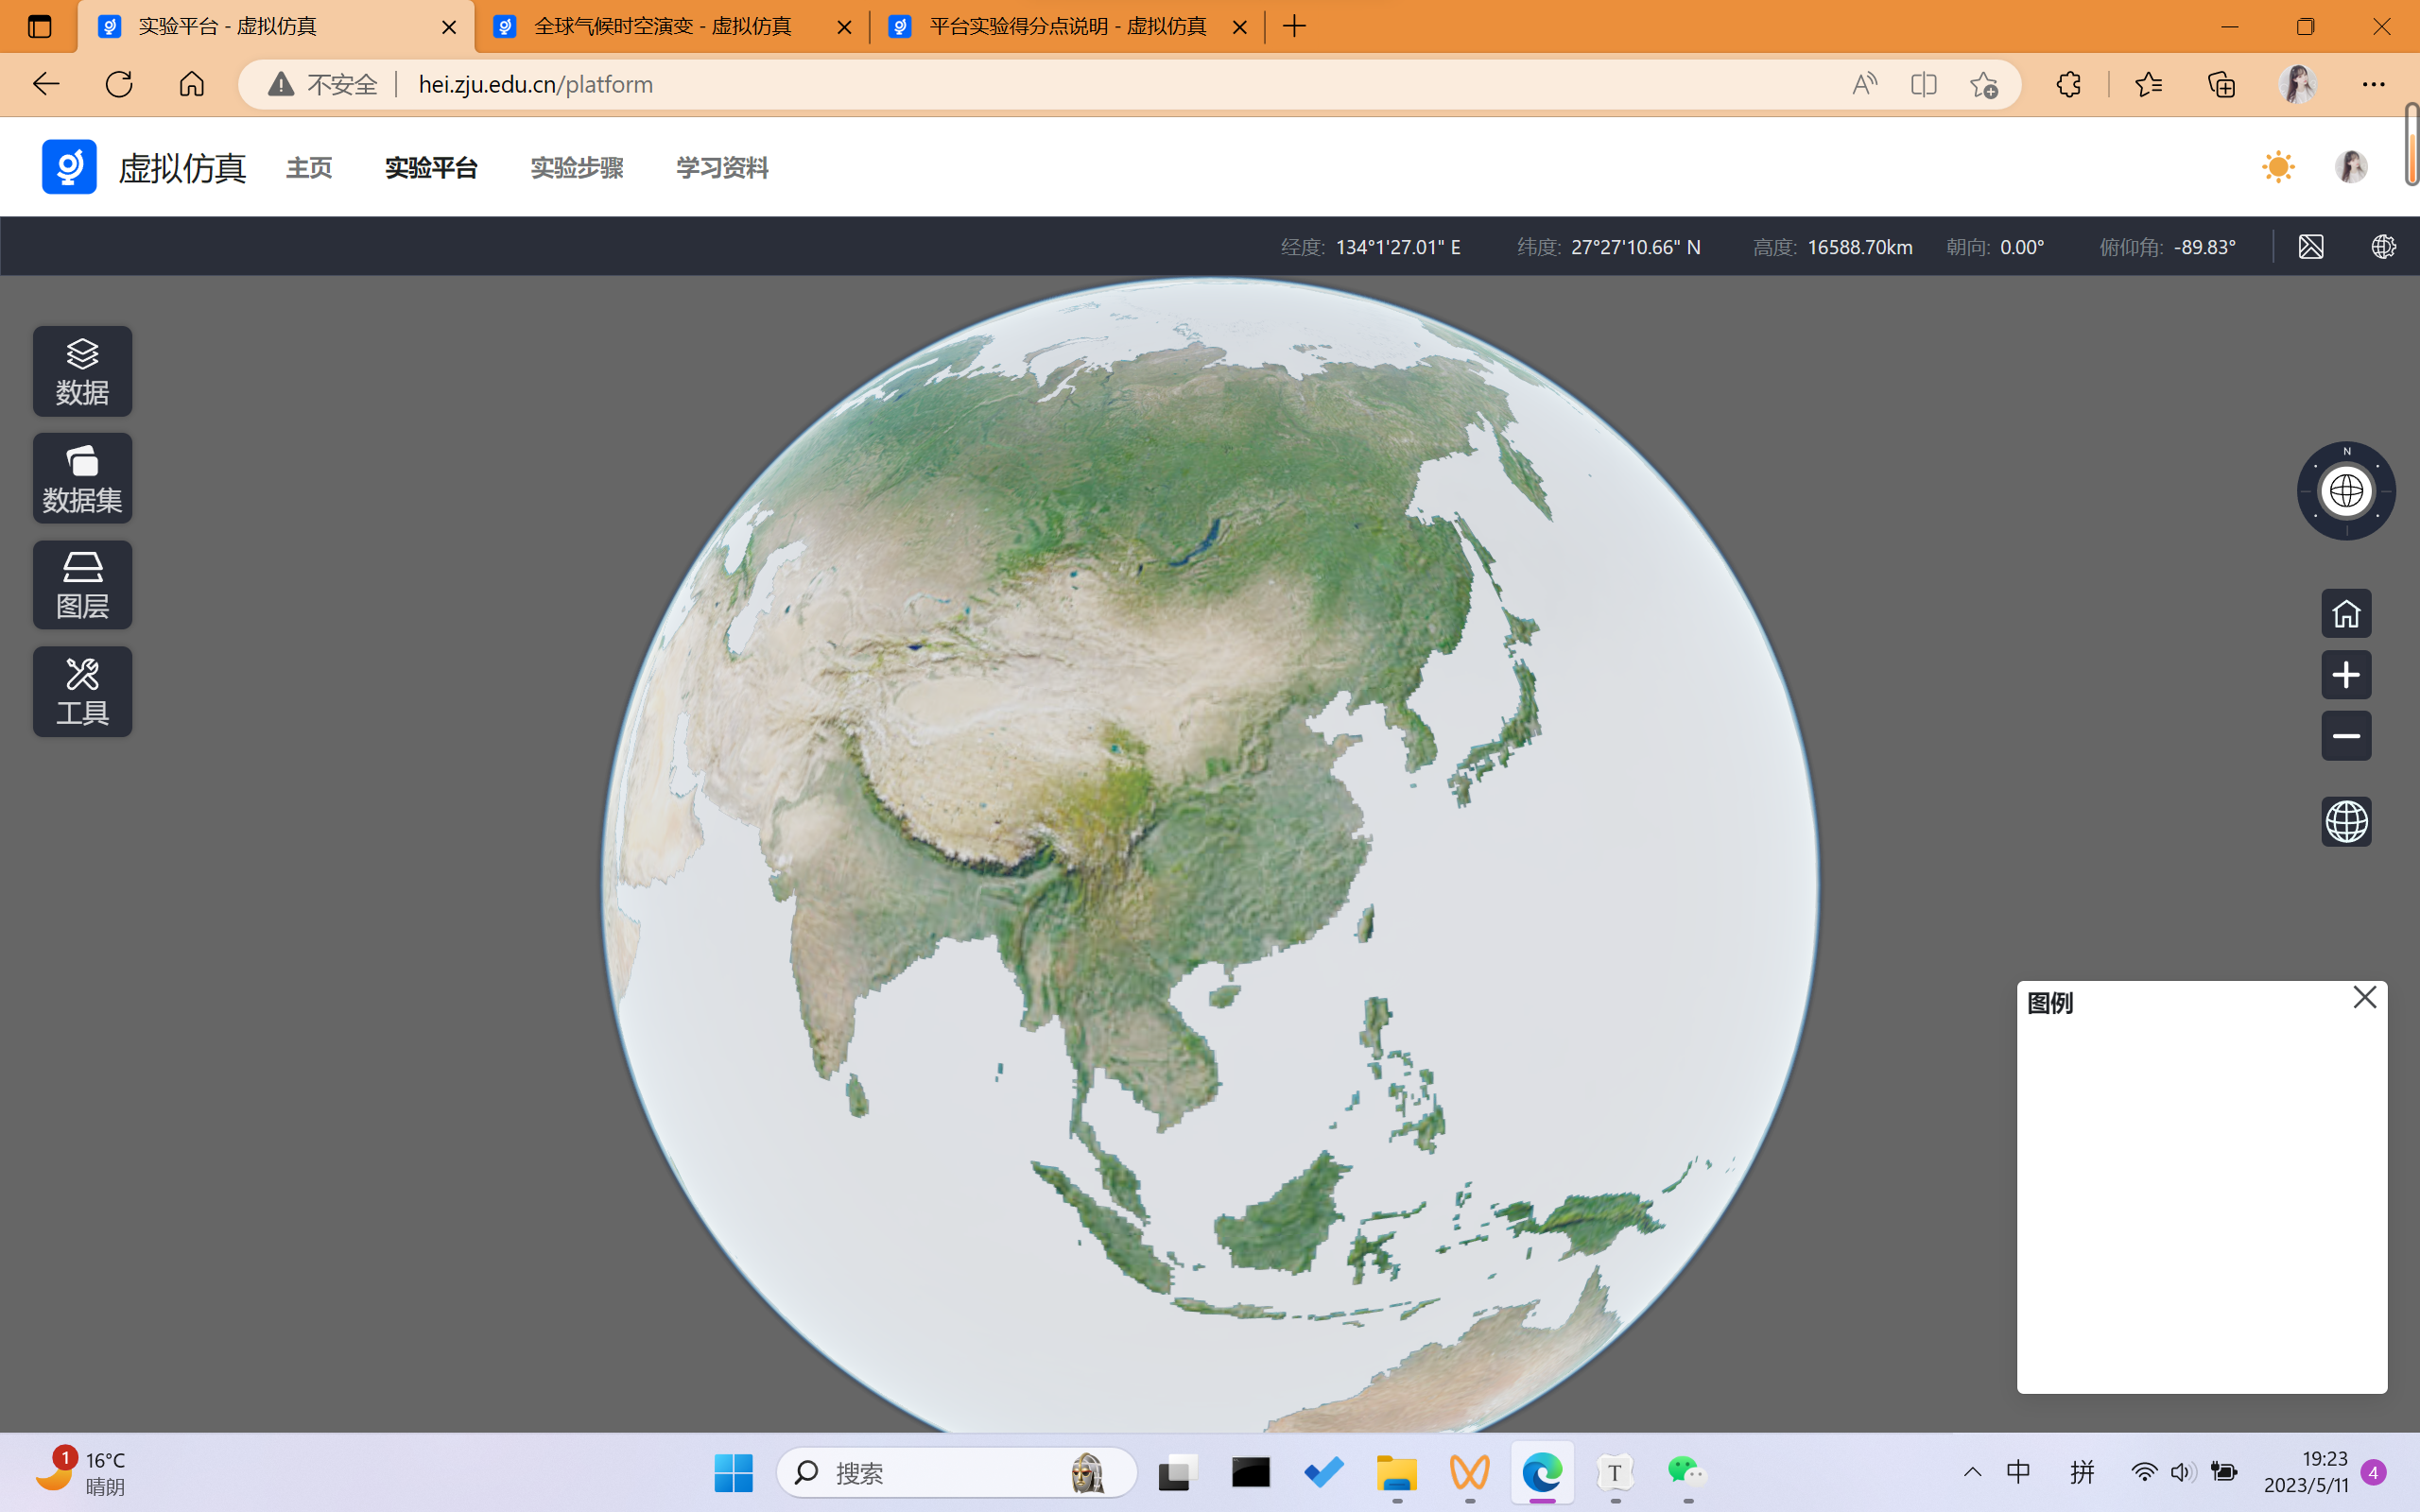 实验平台 - 虚拟仿真
全球气候时空演变 - 虚拟仿真
平台实验得分点说明 - 虚拟仿真
不安全
hei.zju.edu.cn/platform
虚拟仿真
主页
实验平台
实验步骤
学习资料
经度: 134°1'27.01" E
纬度: 27°27'10.66" N
高度: 16588.70km
朝向: 0.00°
俯仰角: -89.83°
数据
数据集
图层
工具
N
图例
1
16°C
晴朗
搜索
T
中
拼
19:23
2023/5/11
4